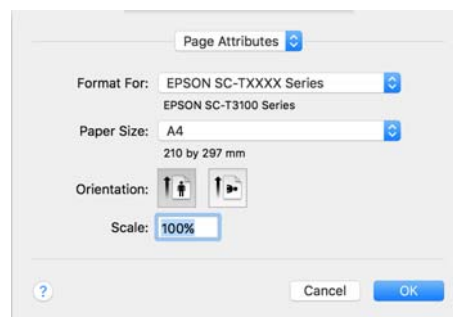 Page Attributes
Format For: EPSON SC-TXXXX Series
EPSON SC-T3100 Series
Paper Size: A4
210 by 297 mm
Orientation:
Scale: 100%
? Cancel OK